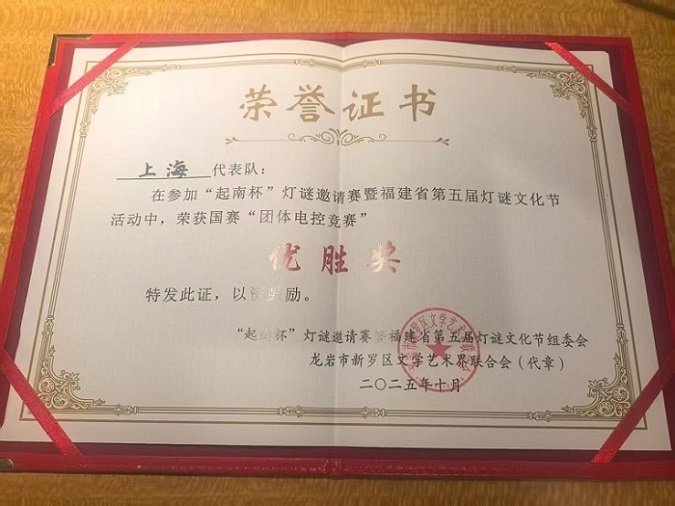 荣誉证书
上海 代表队：
在参加“起南杯”灯谜邀请赛暨福建省第五届灯谜文化节
活动中，荣获国赛“团体电控竞赛”
优胜奖
特发此证，以资奖励。
“起南杯”灯谜邀请赛暨福建省第五届灯谜文化节组委会
龙岩市新罗区文学艺术界联合会（代章）
二〇二五年十月